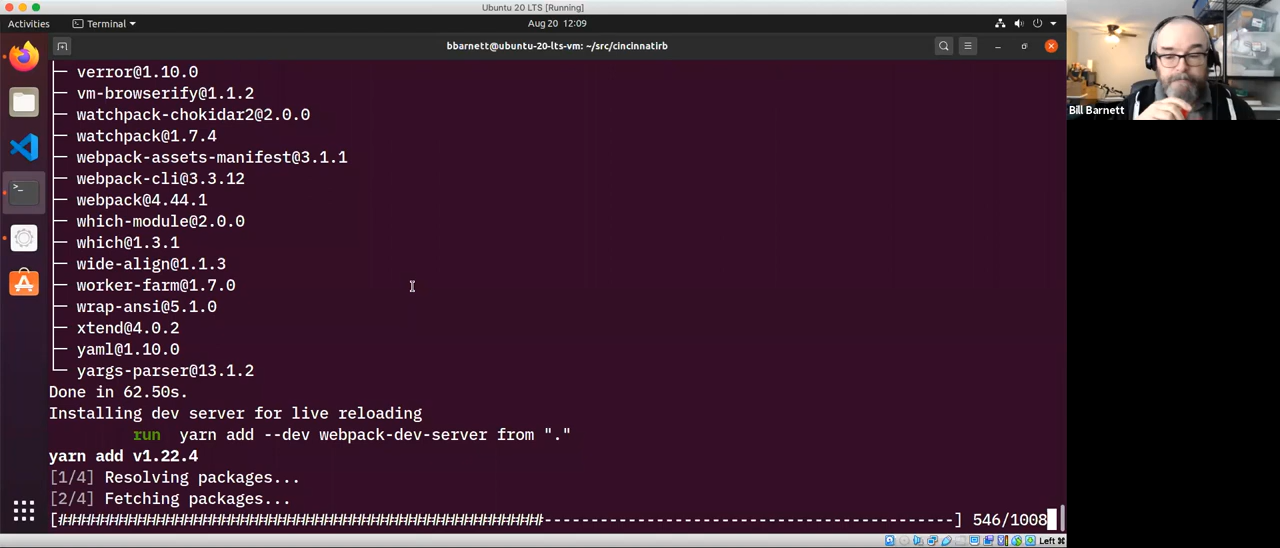 Ubuntu 20 LTS [Running]
Activities
Terminal
Aug 20 12:09
bbarnett@ubuntu-20-lts-vm: ~/src/cincinnatirb
├─ verror@1.10.0
├─ vm-browserify@1.1.2
├─ watchpack-chokidar2@2.0.0
├─ watchpack@1.7.4
├─ webpack-assets-manifest@3.1.1
├─ webpack-cli@3.3.12
├─ webpack@4.44.1
├─ which-module@2.0.0
├─ which@1.3.1
├─ wide-align@1.1.3
├─ worker-farm@1.7.0
├─ wrap-ansi@5.1.0
├─ xtend@4.0.2
├─ yaml@1.10.0
└─ yargs-parser@13.1.2
Done in 62.50s.
Installing dev server for live reloading
run yarn add --dev webpack-dev-server from "."
yarn add v1.22.4
[1/4] Resolving packages...
[2/4] Fetching packages...
546/1008
Bill Barnett
Left ⌘